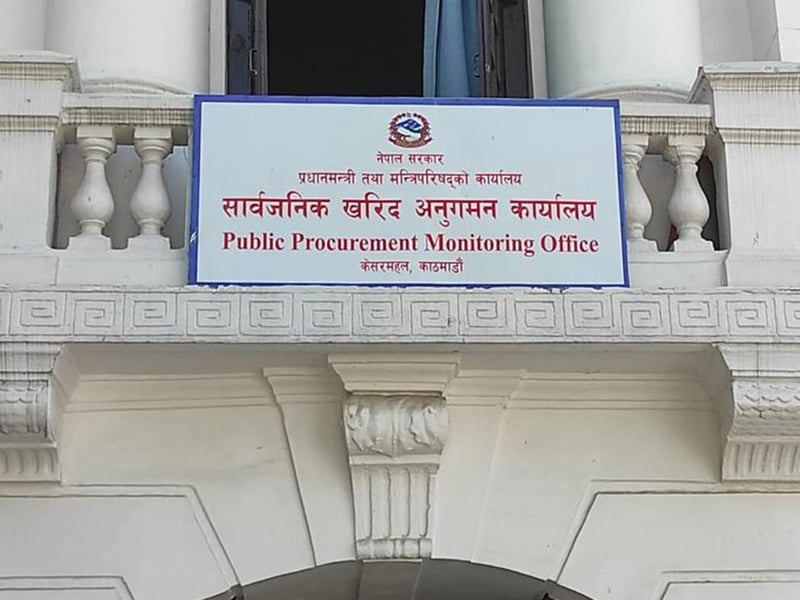 नेपाल सरकार
प्रधानमन्त्री तथा मन्त्रिपरिषद्को कार्यालय
सार्वजनिक खरिद अनुगमन कार्यालय
Public Procurement Monitoring Office
केसरमहल, काठमाडौँ